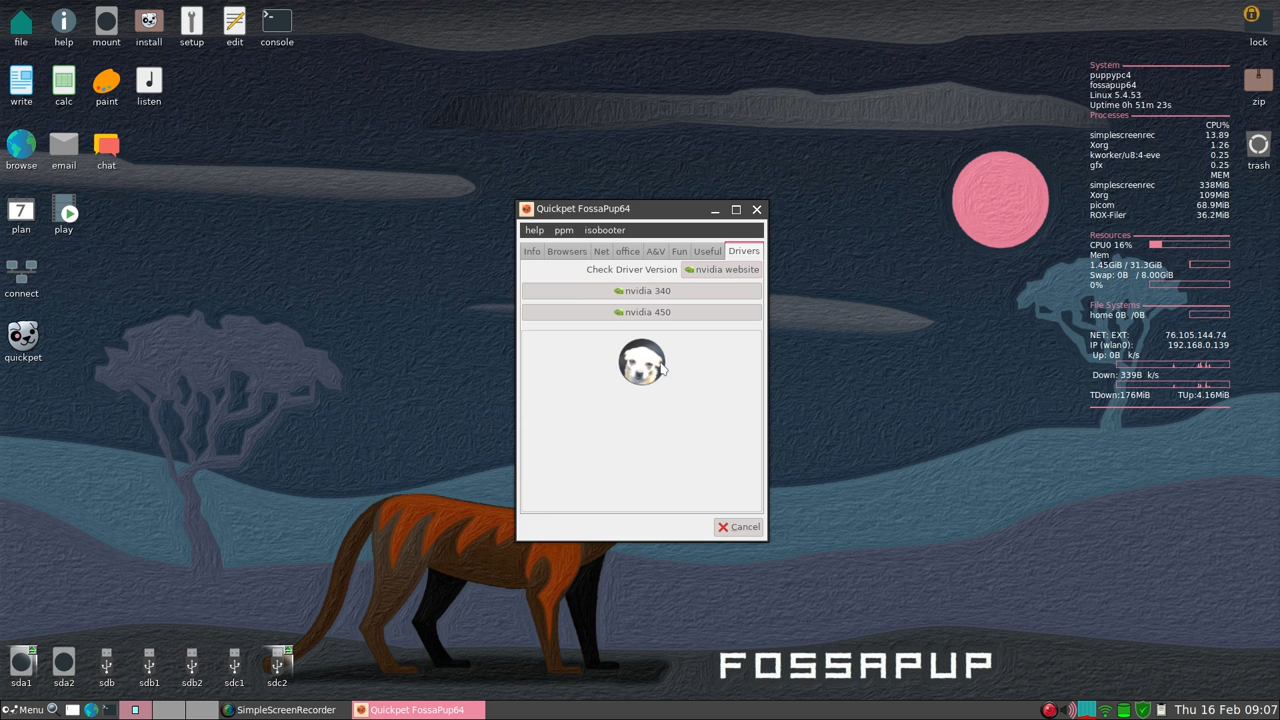 file help mount install setup edit console
write calc paint listen
browse email chat
7
plan play
connect
quickpet
lock
zip
trash
System
puppypc4
fossapup64
Linux 5.4.53
Uptime 0h 51m 23s
Processes
CPU%
simplescreenrec 13.89
Xorg 1.26
kworker/u8:4-eve 0.25
gfx 0.25
MEM
simplescreenrec 338MiB
Xorg 109MiB
picom 68.9MiB
ROX-Filer 36.2MiB
Resources
CPU0 16%
Mem
1.45GiB / 31.3GiB
Swap: 0B / 8.00GiB
0%
File Systems
home 0B /0B
NET: EXT: 76.105.144.74
IP (wlan0): 192.168.0.139
Up: 0B k/s
Down: 339B k/s
TDown:176MiB TUp:4.16MiB
Quickpet FossaPup64
help ppm isobooter
Info Browsers Net office A&V Fun Useful Drivers
Check Driver Version nvidia website
nvidia 340
nvidia 450
Cancel
FOSSAPUP
sda1 sda2 sdb sdb1 sdb2 sdc1 sdc2
Menu SimpleScreenRecorder Quickpet FossaPup64 Thu 16 Feb 09:07